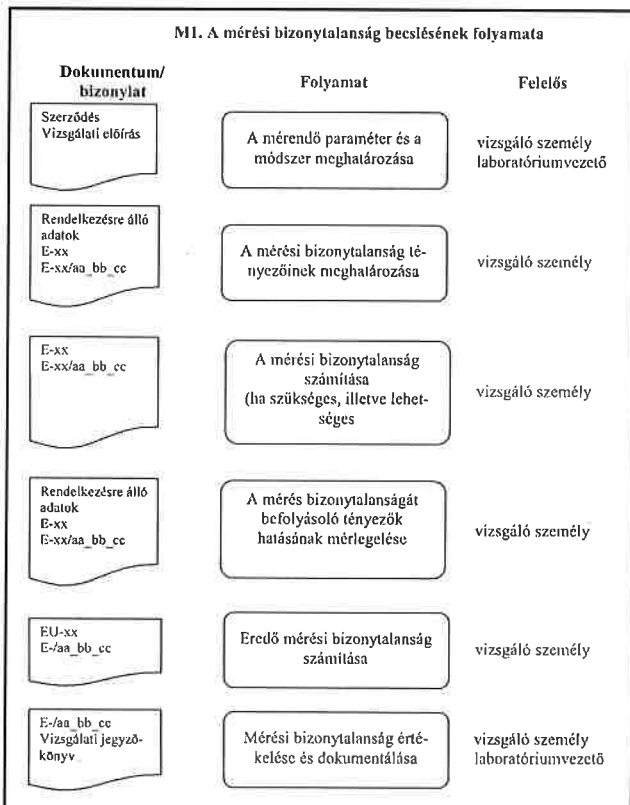 M1. A mérési bizonytalanság becslésének folyamata
Dokumentum/
bizonylat
Folyamat
Felelős
Szerződés
Vizsgálati előírás
A mérendő paraméter és a
módszer meghatározása
vizsgáló személy
laboratóriumvezető
Rendelkezésre álló
adatok
E-xx
E-xx/aa_bb_cc
A mérési bizonytalanság té-
nyezőinek meghatározása
vizsgáló személy
E-xx
E-xx/aa_bb_cc
A mérési bizonytalanság
számítása
(ha szükséges, illetve lehet-
séges
vizsgáló személy
Rendelkezésre álló
adatok
E-xx
E-xx/aa_bb_cc
A mérés bizonytalanságát
befolyásoló tényezők
hatásának mérlegelése
vizsgáló személy
EU-xx
E-/aa_bb_cc
Eredő mérési bizonytalanság
számítása
vizsgáló személy
E-/aa_bb_cc
Vizsgálati jegyző-
könyv
Mérési bizonytalanság érté-
kelése és dokumentálása
vizsgáló személy
laboratóriumvezető